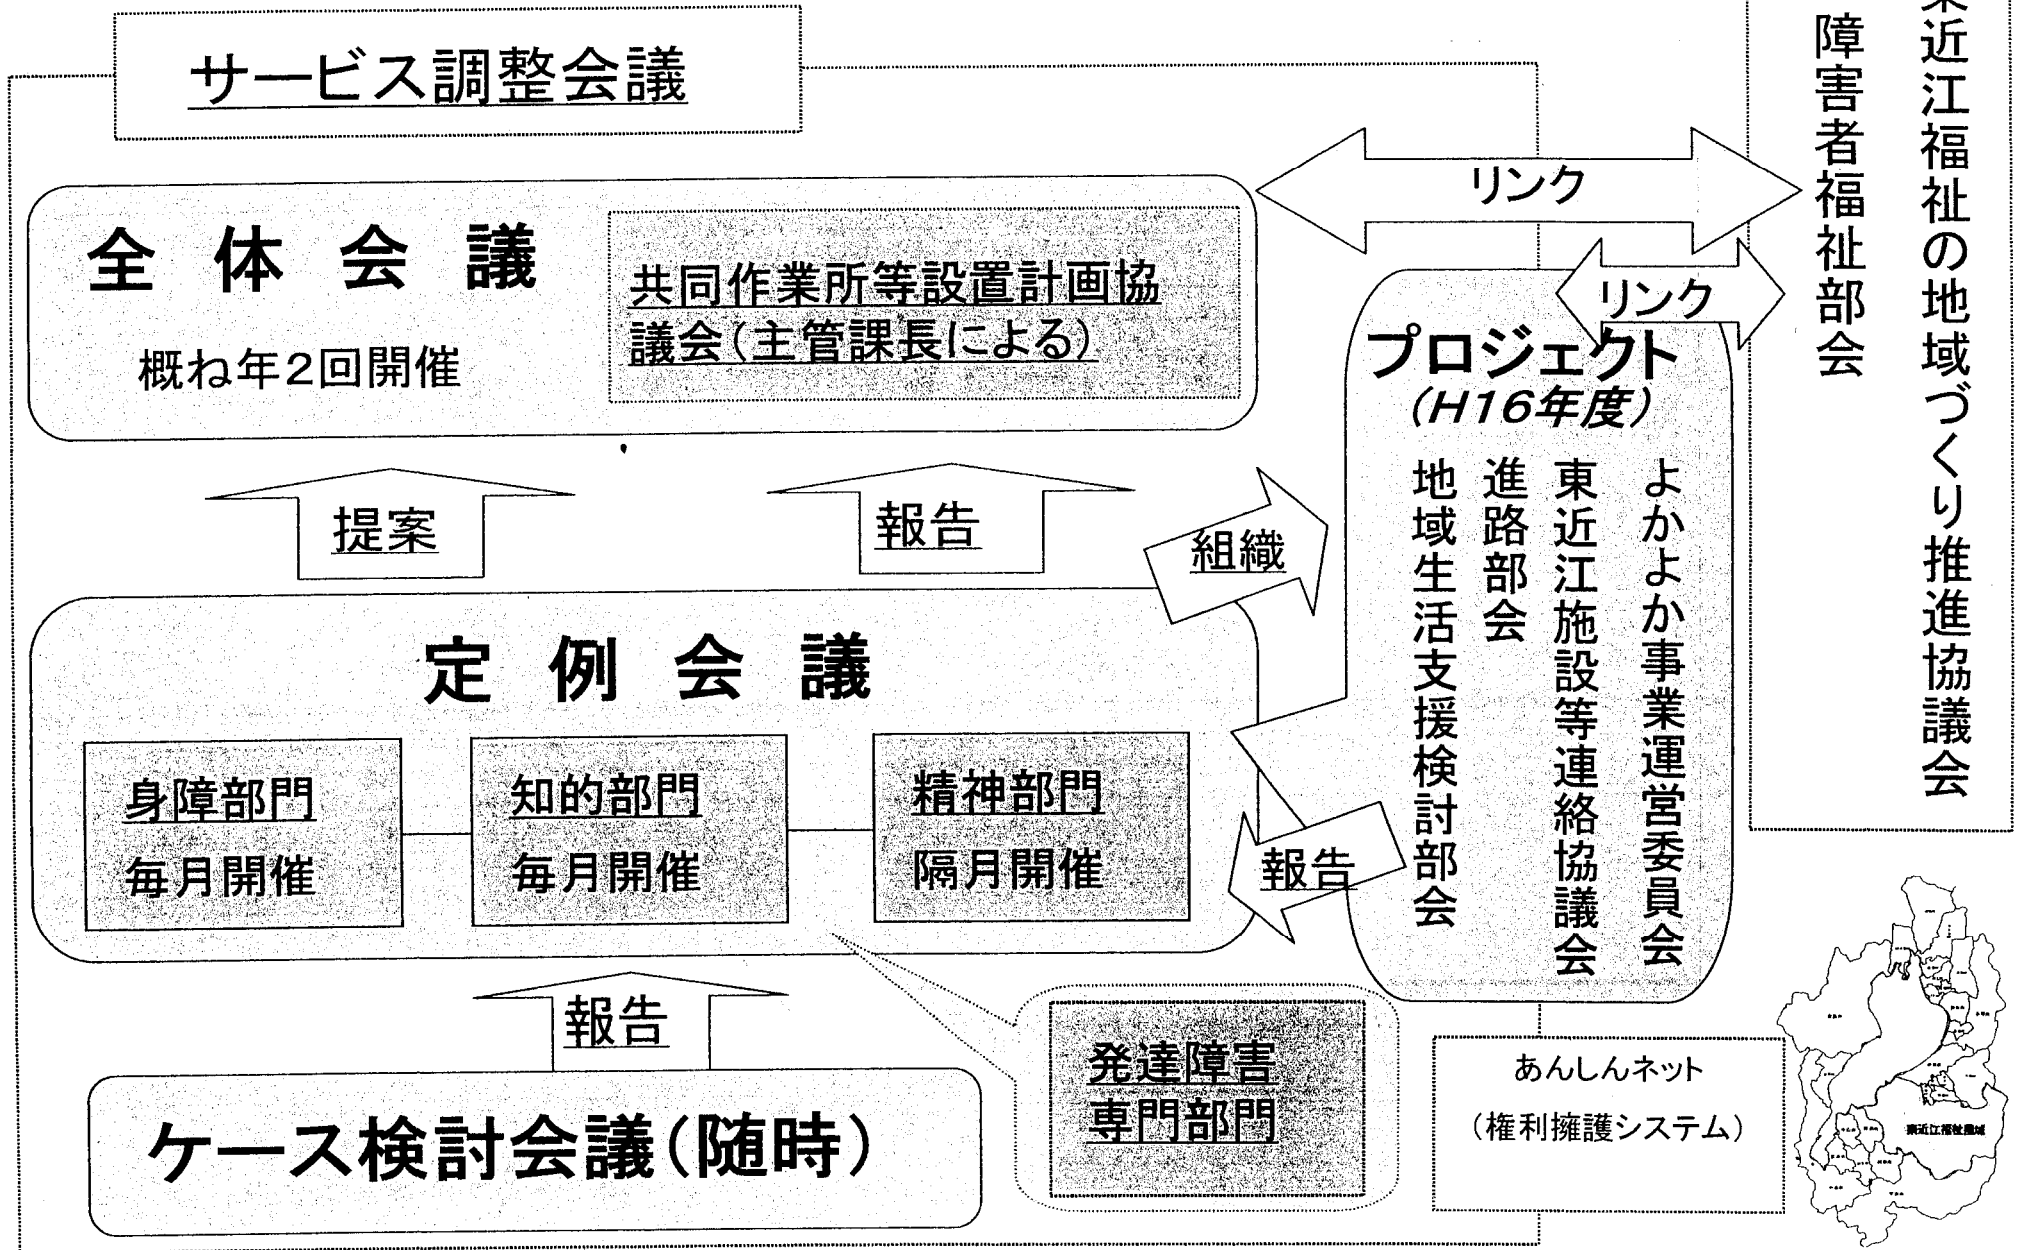 サービス調整会議
全体会議
概ね年2回開催
共同作業所等設置計画協
議会(主管課長による)
リンク
リンク
東近江福祉の地域づくり推進協議会
障害者福祉部会
プロジェクト
(H16年度)
よかよか事業運営委員会
東近江施設等連絡協議会
進路部会
地域生活支援検討部会
提案
報告
組織
定例会議
身障部門
毎月開催
知的部門
毎月開催
精神部門
隔月開催
報告
報告
ケース検討会議(随時)
発達障害
専門部門
あんしんネット
(権利擁護システム)
東近江福祉圏域